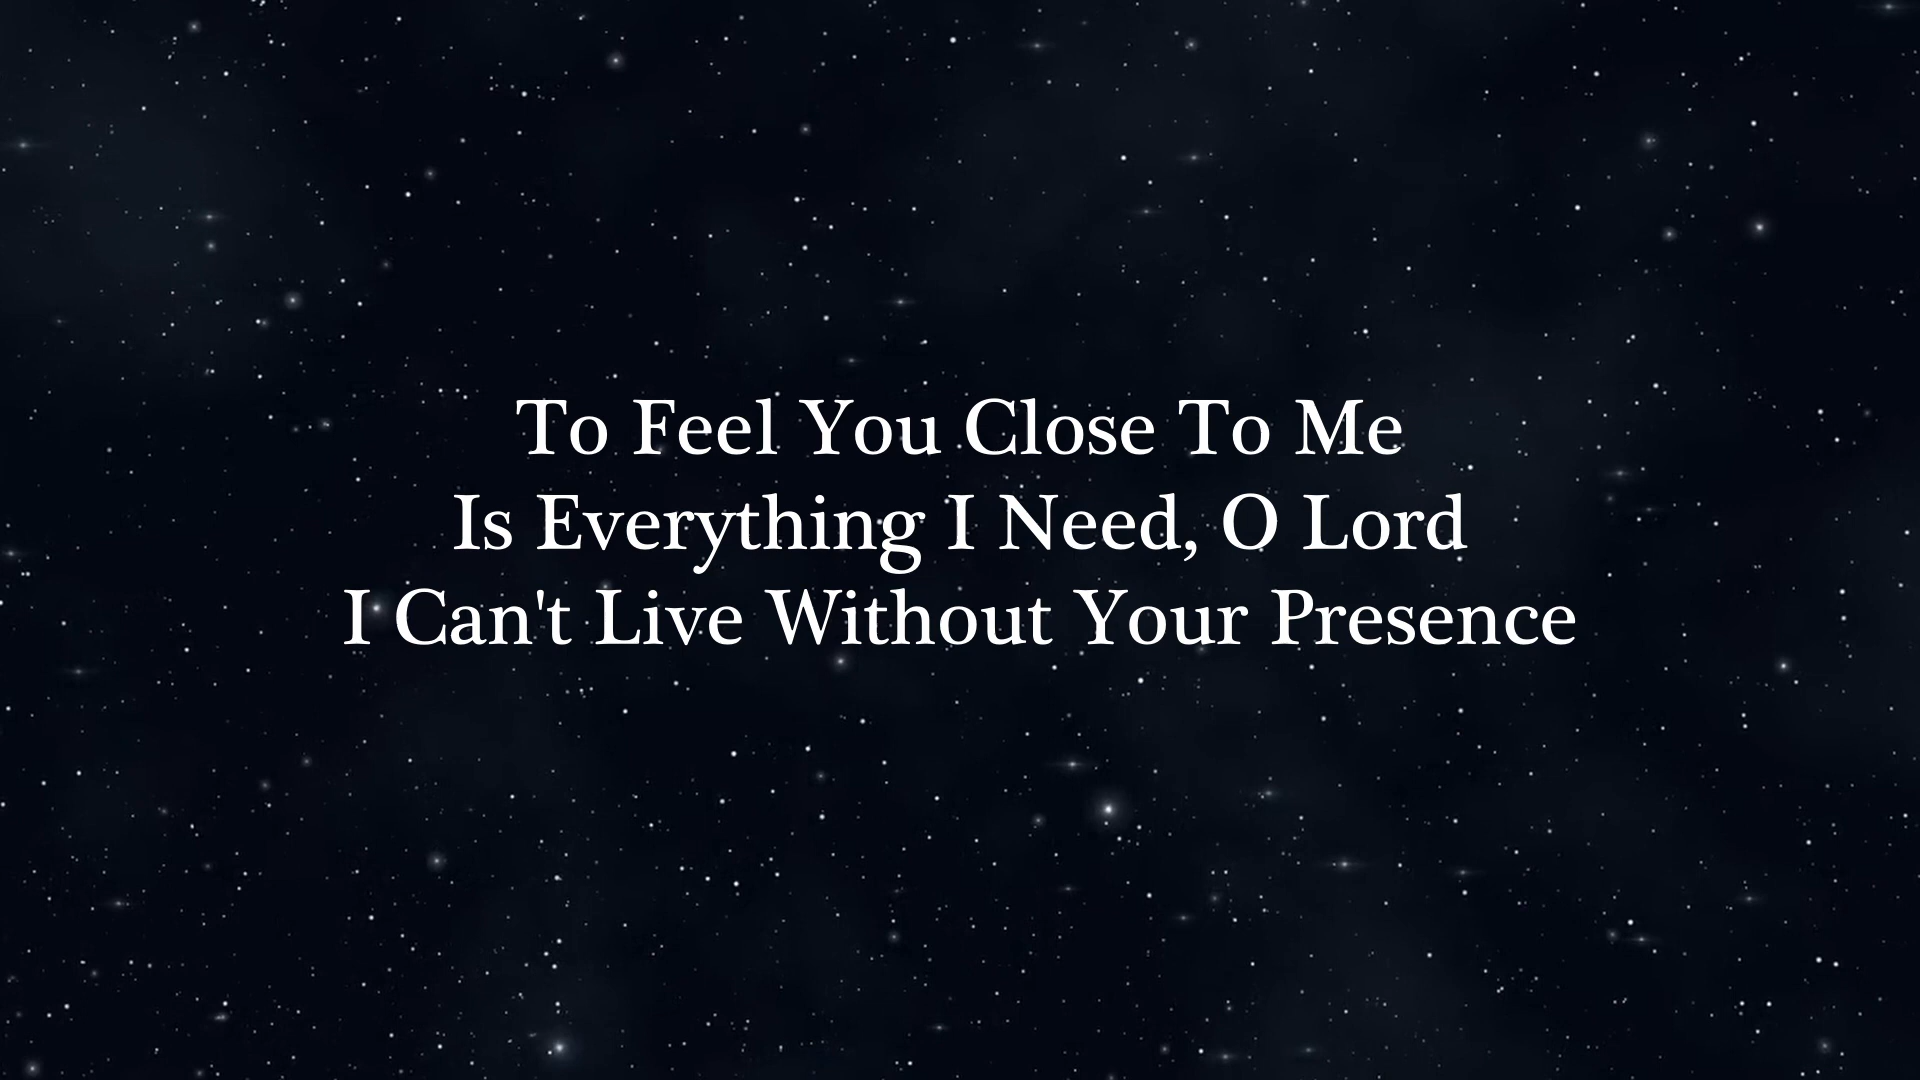 To Feel You Close To Me
Is Everything I Need, O Lord
I Can't Live Without Your Presence